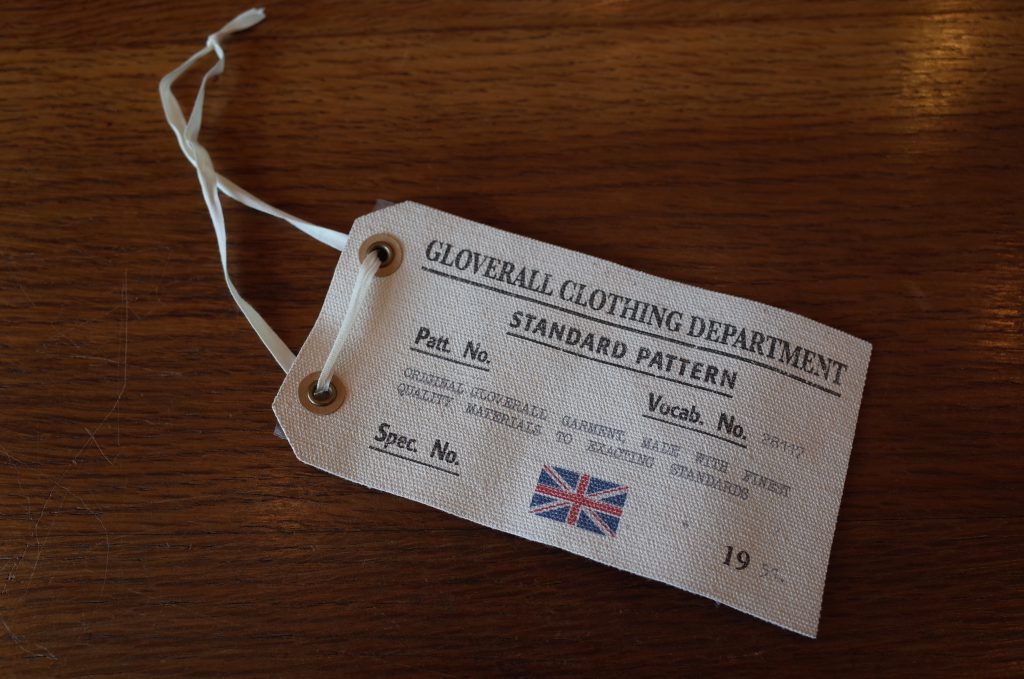 GLOVERALL CLOTHING DEPARTMENT
STANDARD PATTERN
Patt. No.
Vocab. No.
ORIGINAL GLOVERALL GARMENT, MADE WITH FINEST
QUALITY MATERIALS TO EXACTING STANDARDS
Spec. No.
19